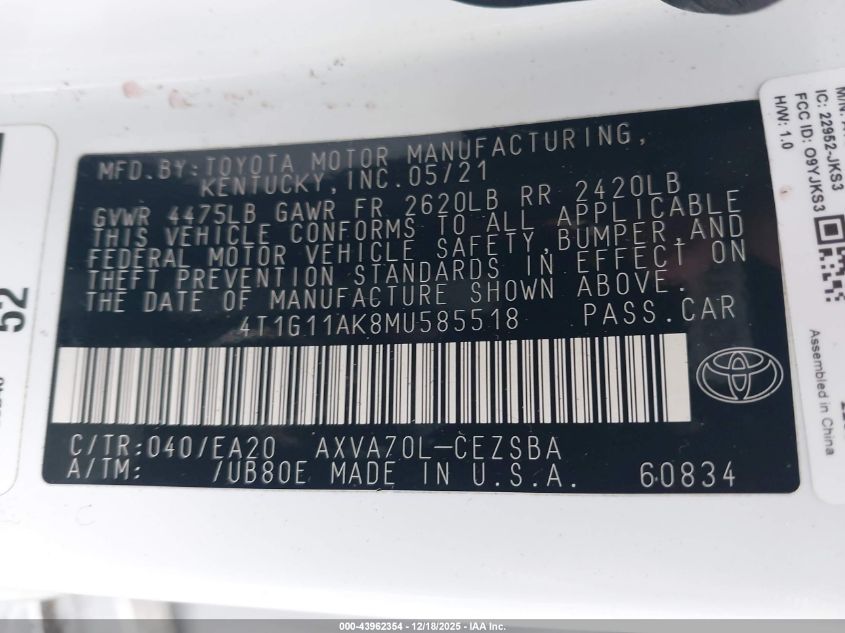 MFD.BY:TOYOTA MOTOR MANUFACTURING,
KENTUCKY,INC.05/21
GVWR 4475LB GAWR FR 2620LB RR 2420LB
THIS VEHICLE CONFORMS TO ALL APPLICABLE
FEDERAL MOTOR VEHICLE SAFETY,BUMPER,AND
THEFT PREVENTION STANDARDS IN EFFECT ON
THE DATE OF MANUFACTURE SHOWN ABOVE.
4T1G11AK8MU585518 PASS.CAR
C/TR:040/EA20 AXVA70L-CEZSBA
A/TM: /UB80E MADE IN U.S.A. 60834
52
IC: 22952-JKS3
FCC ID: O9YJKS3
H/W: 1.0
Assembled in China
000-43962354 - 12/18/2025 - IAA Inc.